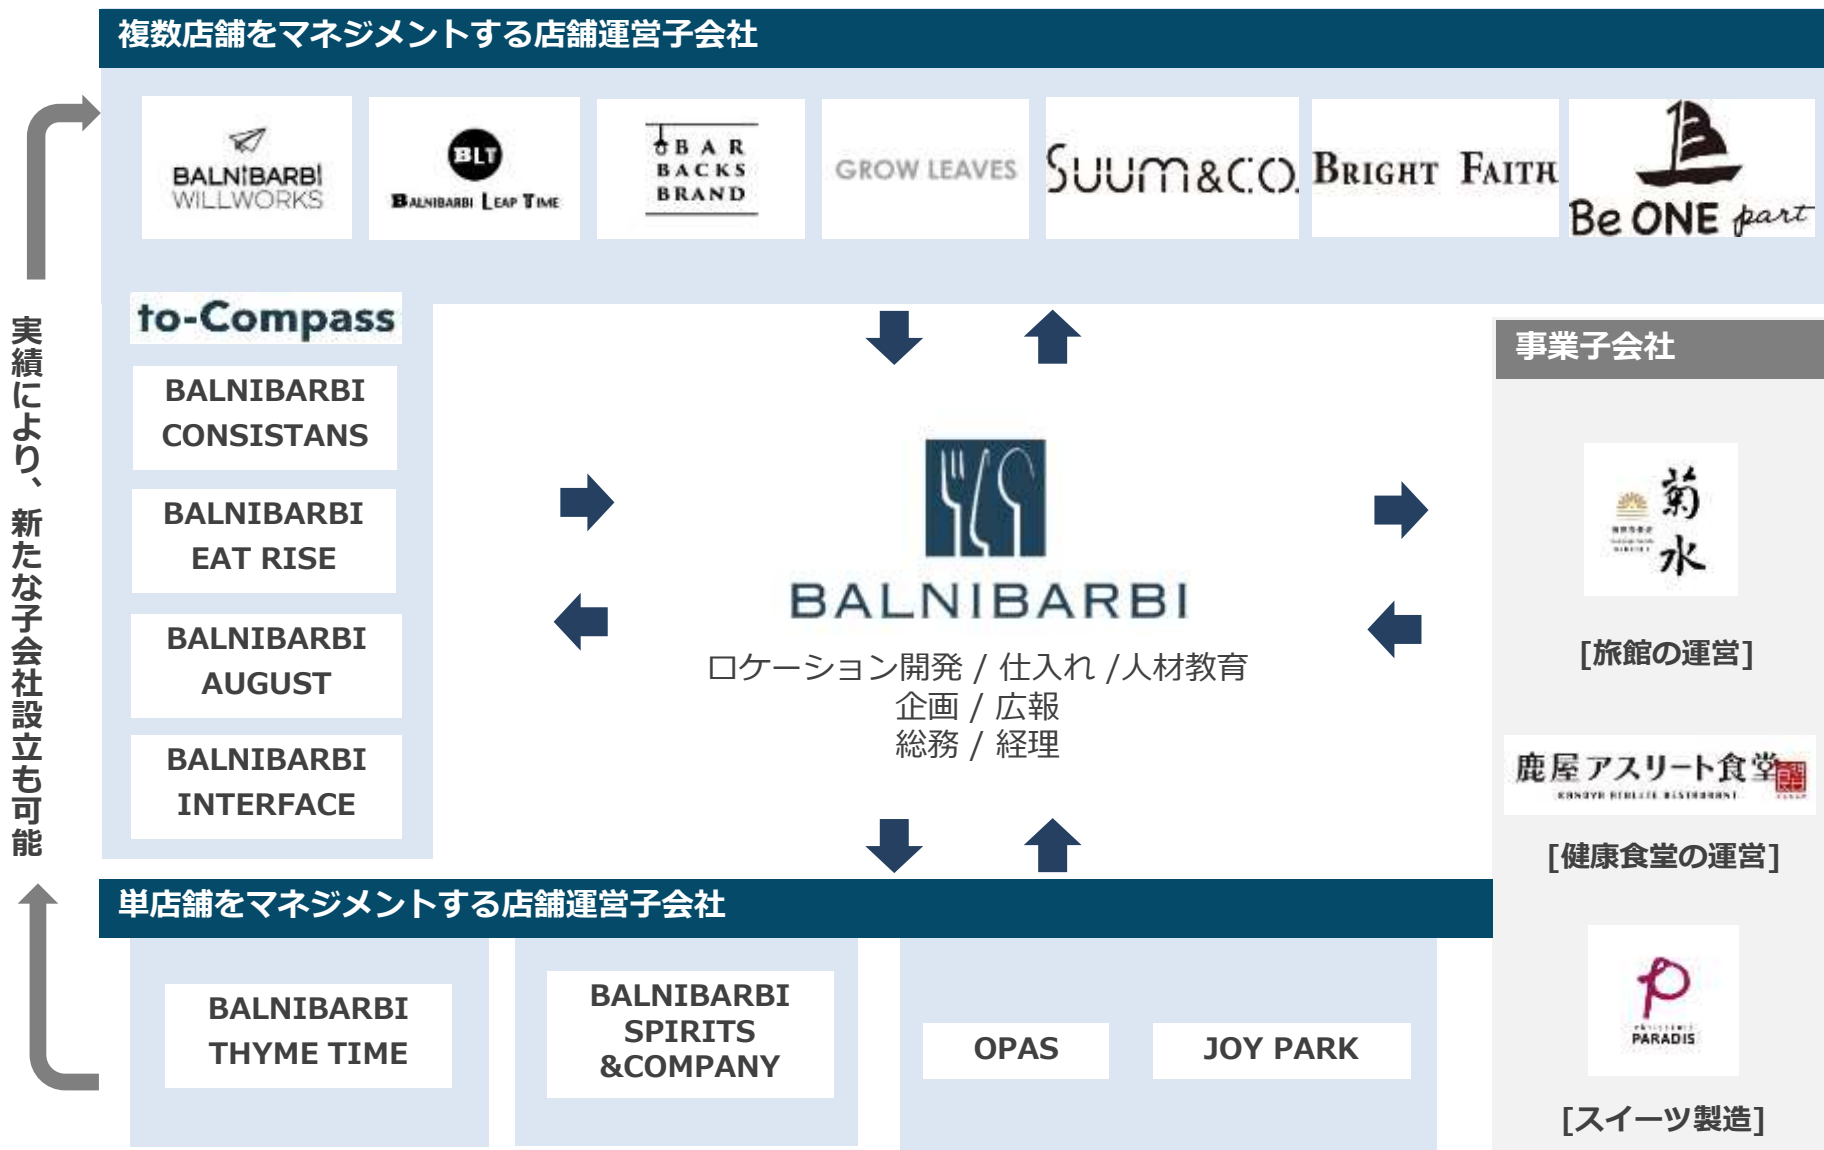 複数店舗をマネジメントする店舗運営子会社
BALNIBARBI
WILLWORKS
BLT
BALNIBARBI LEAP TIME
BAR
BACKS
BRAND
GROW LEAVES
SUUM&CO.
BRIGHT FAITH
Be ONE part
to-Compass
BALNIBARBI
CONSISTANS
BALNIBARBI
EAT RISE
BALNIBARBI
AUGUST
BALNIBARBI
INTERFACE
実績により、新たな子会社設立も可能
BALNIBARBI
ロケーション開発 / 仕入れ /人材教育
企画 / 広報
総務 / 経理
事業子会社
菊水
[旅館の運営]
鹿屋アスリート食堂
KANOYA ATHLETE RESTAURANT
[健康食堂の運営]
PARADIS
[スイーツ製造]
単店舗をマネジメントする店舗運営子会社
BALNIBARBI
THYME TIME
BALNIBARBI
SPIRITS
&COMPANY
OPAS
JOY PARK